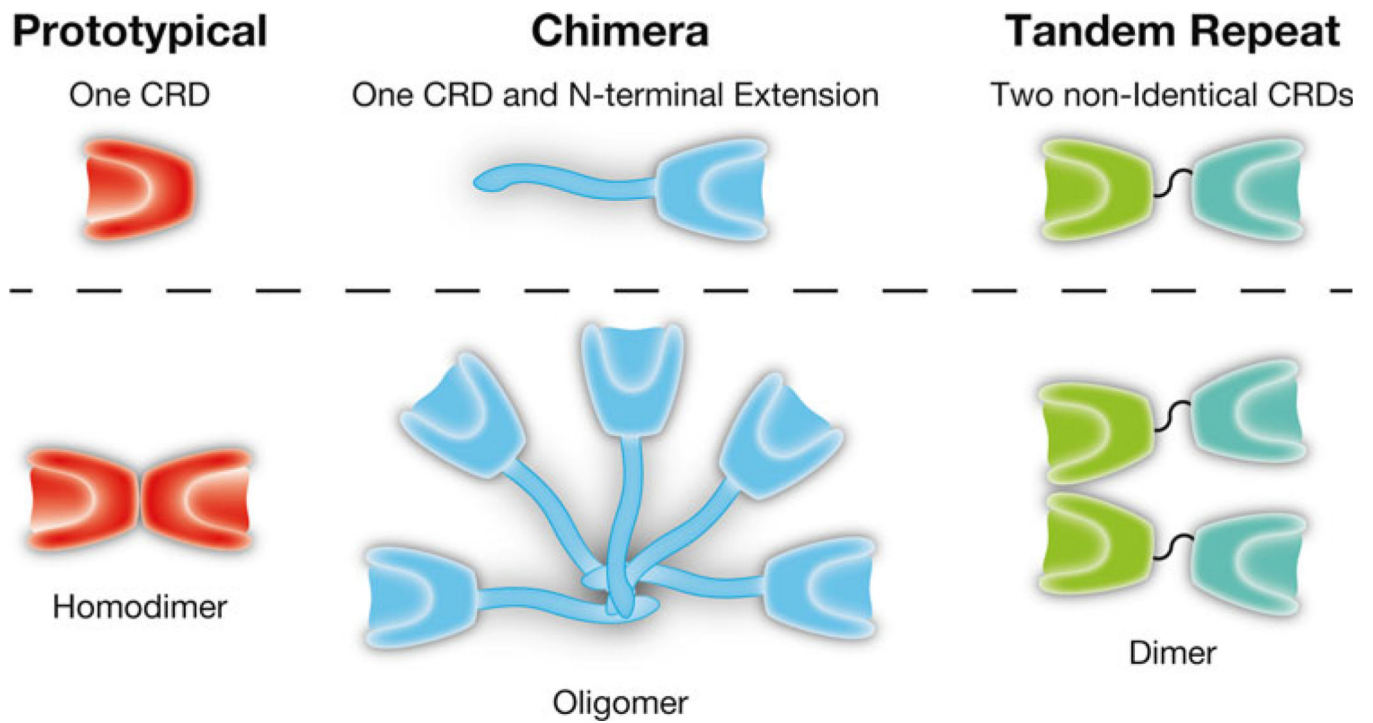 Prototypical
Chimera
Tandem Repeat
One CRD
One CRD and N-terminal Extension
Two non-Identical CRDs
Homodimer
Oligomer
Dimer